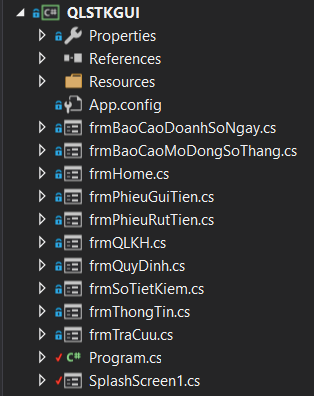 QLSTKGUI
Properties
References
Resources
App.config
frmBaoCaoDoanhSoNgay.cs
frmBaoCaoMoDongSoThang.cs
frmHome.cs
frmPhieuGuiTien.cs
frmPhieuRutTien.cs
frmQLKH.cs
frmQuyDinh.cs
frmSoTietKiem.cs
frmThongTin.cs
frmTraCuu.cs
C# Program.cs
SplashScreen1.cs